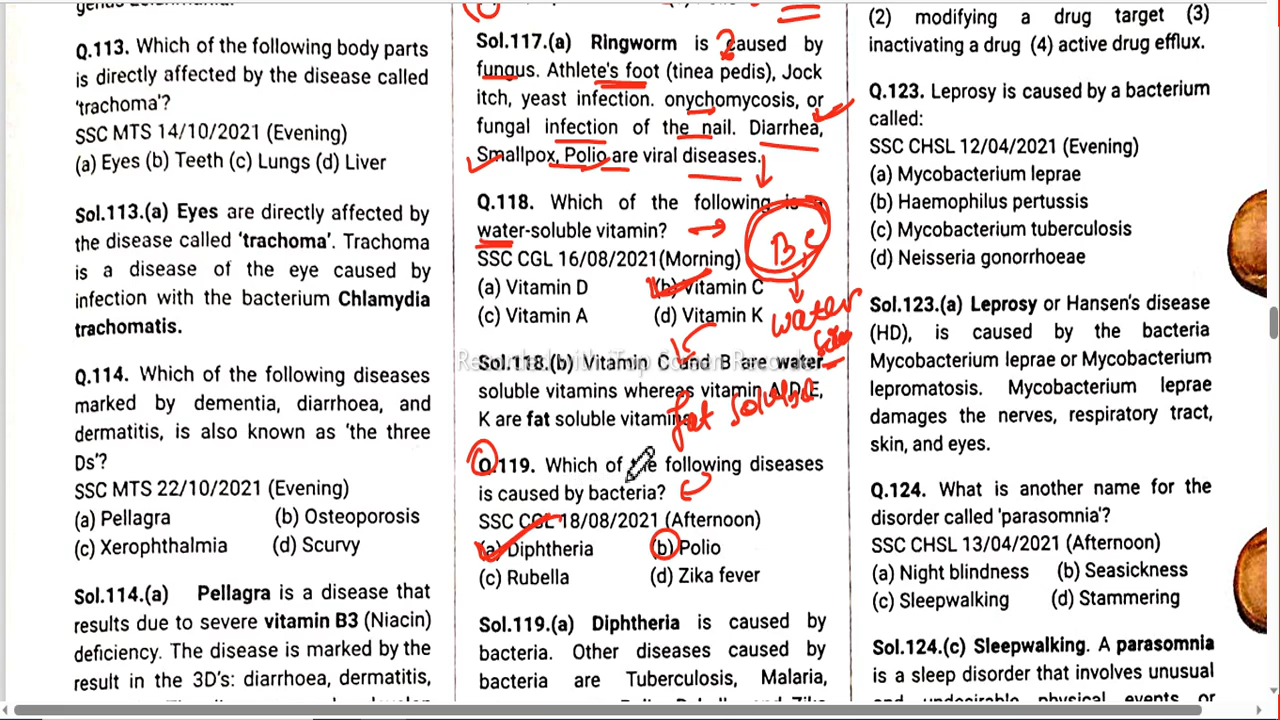 genus Leishmania.
Q.113. Which of the following body parts
is directly affected by the disease called
'trachoma'?
SSC MTS 14/10/2021 (Evening)
(a) Eyes (b) Teeth (c) Lungs (d) Liver
Sol.113.(a) Eyes are directly affected by
the disease called 'trachoma'. Trachoma
is a disease of the eye caused by
infection with the bacterium Chlamydia
trachomatis.
Q.114. Which of the following diseases
marked by dementia, diarrhoea, and
dermatitis, is also known as 'the three
Ds'?
SSC MTS 22/10/2021 (Evening)
(a) Pellagra (b) Osteoporosis
(c) Xerophthalmia (d) Scurvy
Sol.114.(a) Pellagra is a disease that
results due to severe vitamin B3 (Niacin)
deficiency. The disease is marked by the
result in the 3D's: diarrhoea, dermatitis,
Sol.117.(a) Ringworm is caused by
fungus. Athlete's foot (tinea pedis), Jock
itch, yeast infection. onychomycosis, or
fungal infection of the nail. Diarrhea,
Smallpox, Polio are viral diseases.
Q.118. Which of the following is a
water-soluble vitamin?
B, C
SSC CGL 16/08/2021(Morning)
(a) Vitamin D (b) Vitamin C
(c) Vitamin A (d) Vitamin K
water
Sol.118.(b) Vitamin C and B are water
soluble vitamins whereas vitamin A,D,E,
K are fat soluble vitamins
fat soluble
Q.119. Which of the following diseases
is caused by bacteria?
SSC CGL 18/08/2021 (Afternoon)
(a) Diphtheria (b) Polio
(c) Rubella (d) Zika fever
Sol.119.(a) Diphtheria is caused by
bacteria. Other diseases caused by
bacteria are Tuberculosis, Malaria,
(2) modifying a drug target (3)
inactivating a drug (4) active drug efflux.
Q.123. Leprosy is caused by a bacterium
called:
SSC CHSL 12/04/2021 (Evening)
(a) Mycobacterium leprae
(b) Haemophilus pertussis
(c) Mycobacterium tuberculosis
(d) Neisseria gonorrhoeae
Sol.123.(a) Leprosy or Hansen's disease
(HD), is caused by the bacteria
Mycobacterium leprae or Mycobacterium
lepromatosis. Mycobacterium leprae
damages the nerves, respiratory tract,
skin, and eyes.
Q.124. What is another name for the
disorder called 'parasomnia'?
SSC CHSL 13/04/2021 (Afternoon)
(a) Night blindness (b) Seasickness
(c) Sleepwalking (d) Stammering
Sol.124.(c) Sleepwalking. A parasomnia
is a sleep disorder that involves unusual
and undesirable physical events or